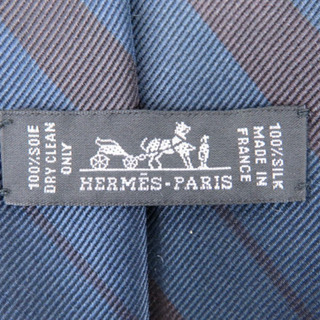 100%SOIE
DRY CLEAN
ONLY
HERMÈS-PARIS
100%SILK
MADE IN
FRANCE